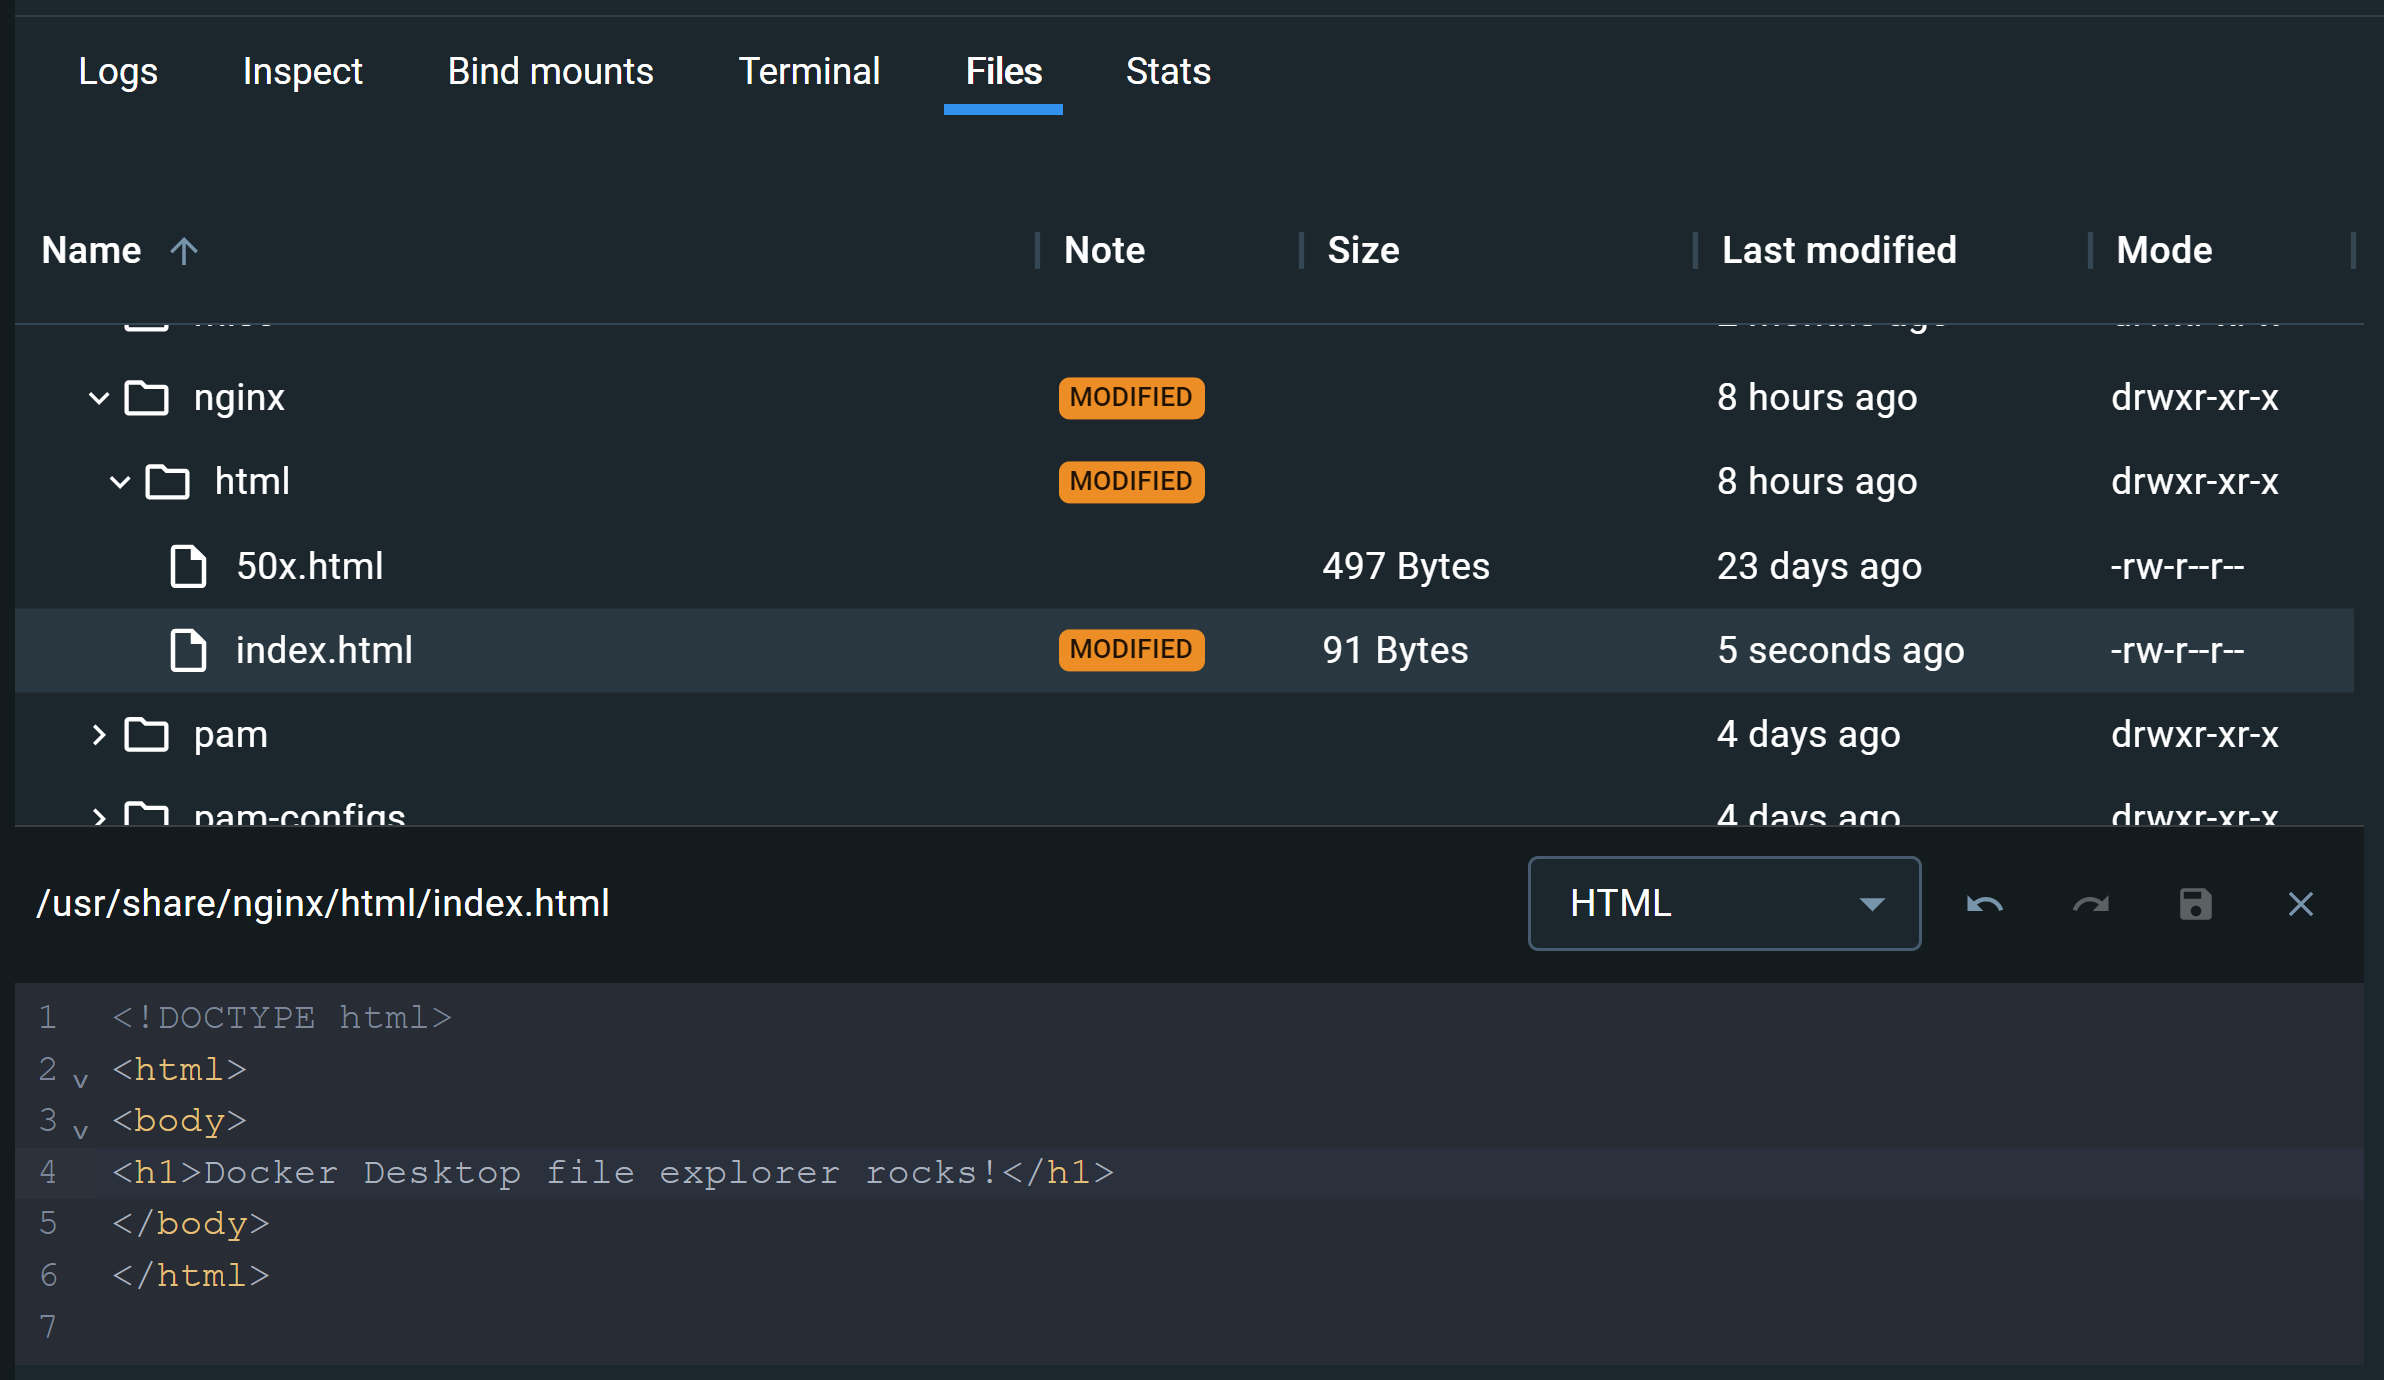 Logs Inspect Bind mounts Terminal Files Stats
Name Note Size Last modified Mode
nginx MODIFIED 8 hours ago drwxr-xr-x
html MODIFIED 8 hours ago drwxr-xr-x
50x.html 497 Bytes 23 days ago -rw-r--r--
index.html MODIFIED 91 Bytes 5 seconds ago -rw-r--r--
pam 4 days ago drwxr-xr-x
pam-configs 4 days ago drwxr-xr-x
/usr/share/nginx/html/index.html HTML
1 <!DOCTYPE html>
2 <html>
3 <body>
4 <h1>Docker Desktop file explorer rocks!</h1>
5 </body>
6 </html>
7